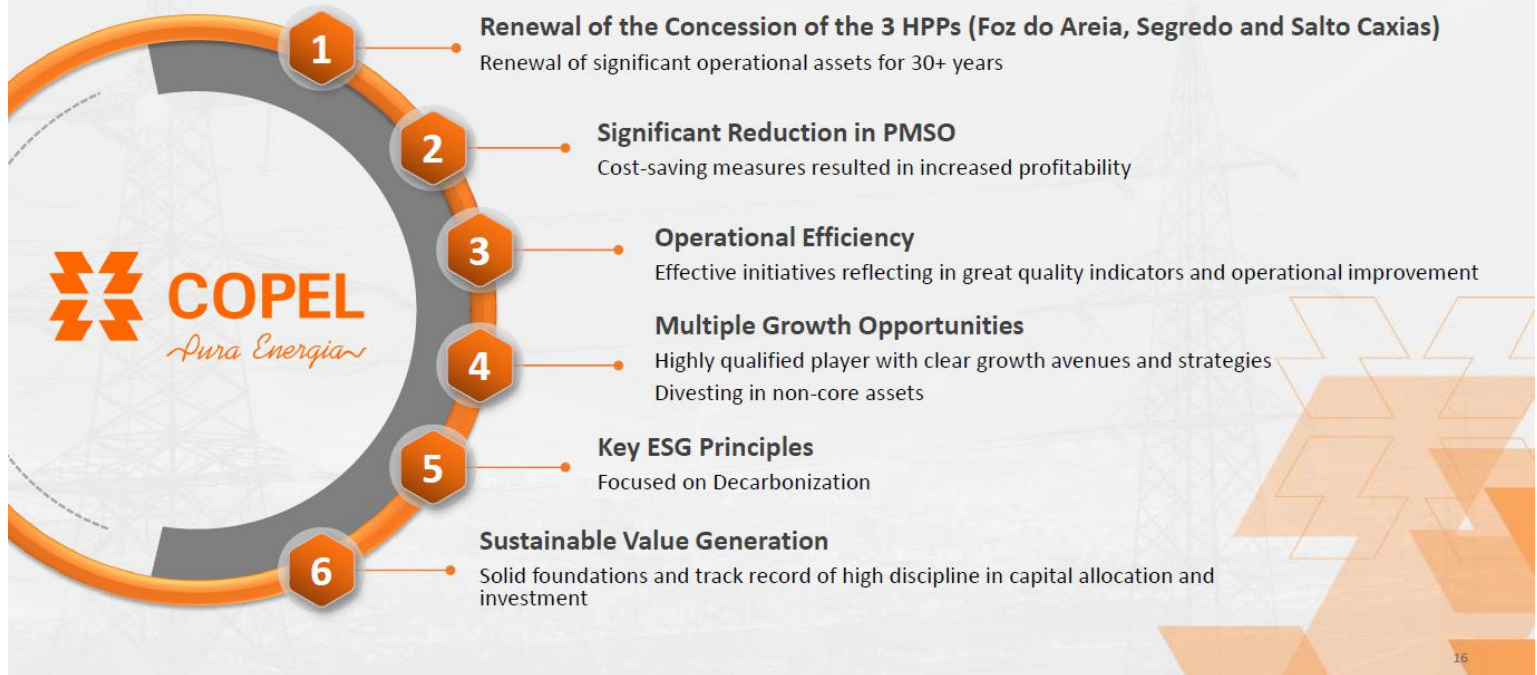 1
Renewal of the Concession of the 3 HPPs (Foz do Areia, Segredo and Salto Caxias)
Renewal of significant operational assets for 30+ years
2
Significant Reduction in PMSO
Cost-saving measures resulted in increased profitability
3
Operational Efficiency
Effective initiatives reflecting in great quality indicators and operational improvement
COPEL
Pura Energia
4
Multiple Growth Opportunities
Highly qualified player with clear growth avenues and strategies
Divesting in non-core assets
5
Key ESG Principles
Focused on Decarbonization
6
Sustainable Value Generation
Solid foundations and track record of high discipline in capital allocation and
investment
16